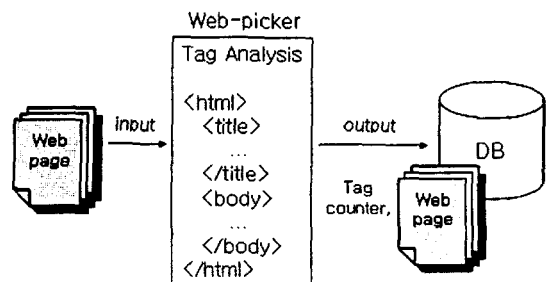 Web-picker
Tag Analysis
<html>
<title>
...
</title>
<body>
...
</body>
</html>
Web
page
input
output
DB
Tag
counter,
Web
page